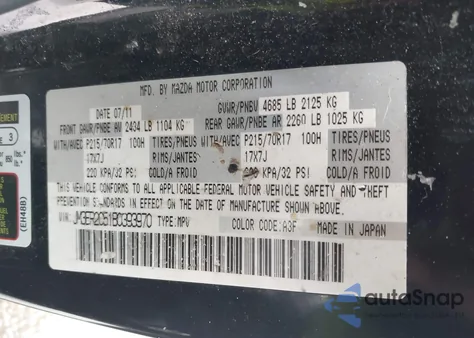 MFD. BY MAZDA MOTOR CORPORATION
DATE 07/11 GVWR/PNBV 4685 LB 2125 KG
FRONT GAWR/PNBE AV 2434 LB 1104 KG REAR GAWR/PNBE AR 2260 LB 1025 KG
WITH/AVEC P215/70R17 100H TIRES/PNEUS WITH/AVEC P215/70R17 100H TIRES/PNEUS
17X7J RIMS/JANTES 17X7J RIMS/JANTES
220 KPA/32 PSI COLD/A FROID KPA/32 PSI COLD/A FROID
THIS VEHICLE CONFORMS TO ALL APPLICABLE FEDERAL MOTOR VEHICLE SAFETY AND THEFT
PREVENTION STANDARDS IN EFFECT ON THE DATE OF MANUFACTURE SHOWN ABOVE.
TYPE:MPV COLOR CODE:A3F MADE IN JAPAN
EMENT
3
(EH48B)
autoSnap